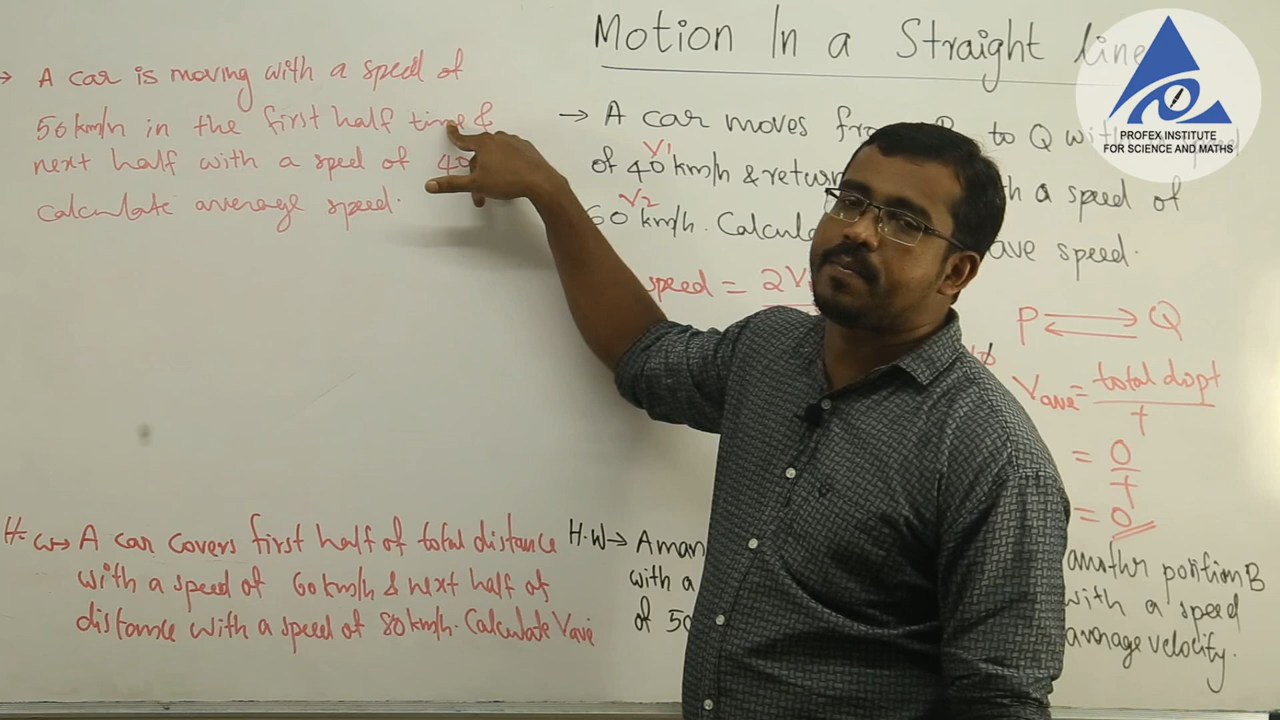 Motion In a Straight line
PROFEX INSTITUTE
FOR SCIENCE AND MATHS
→ A car is moving with a speed of
50 km/h in the first half time &
next half with a speed of 40
calculate average speed.
→ A car moves to Q
of 40 km/h & return with a speed of
V1
60 km/h.
V2
ave speed.
speed = 2V
P Q
Vave = total dispt
t
= 0
t
= 0
H.W→ A car covers first half of total distance
with a speed of 60 km/h & next half of
distance with a speed of 80 km/h. Calculate Vave
H.W→ A man another position B
with a with a speed
of 50 average velocity.